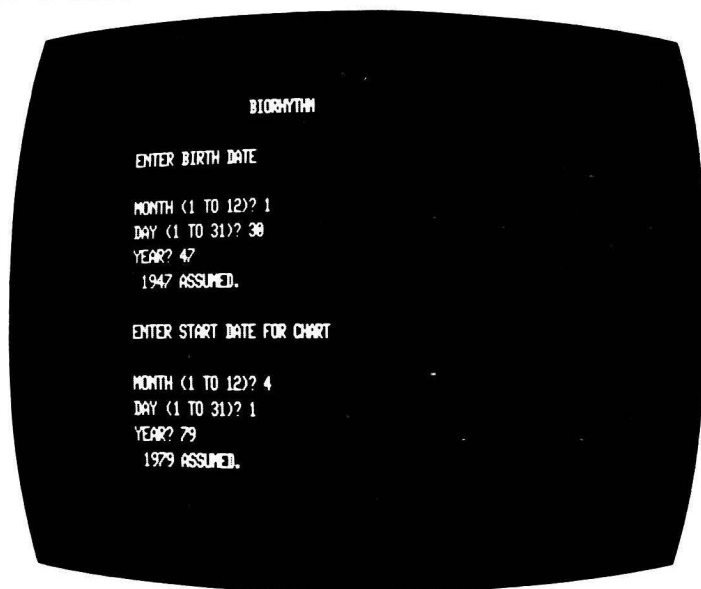 BIORHYTHM
ENTER BIRTH DATE
MONTH (1 TO 12)? 1
DAY (1 TO 31)? 30
YEAR? 47
1947 ASSUMED.
ENTER START DATE FOR CHART
MONTH (1 TO 12)? 4
DAY (1 TO 31)? 1
YEAR? 79
1979 ASSUMED.